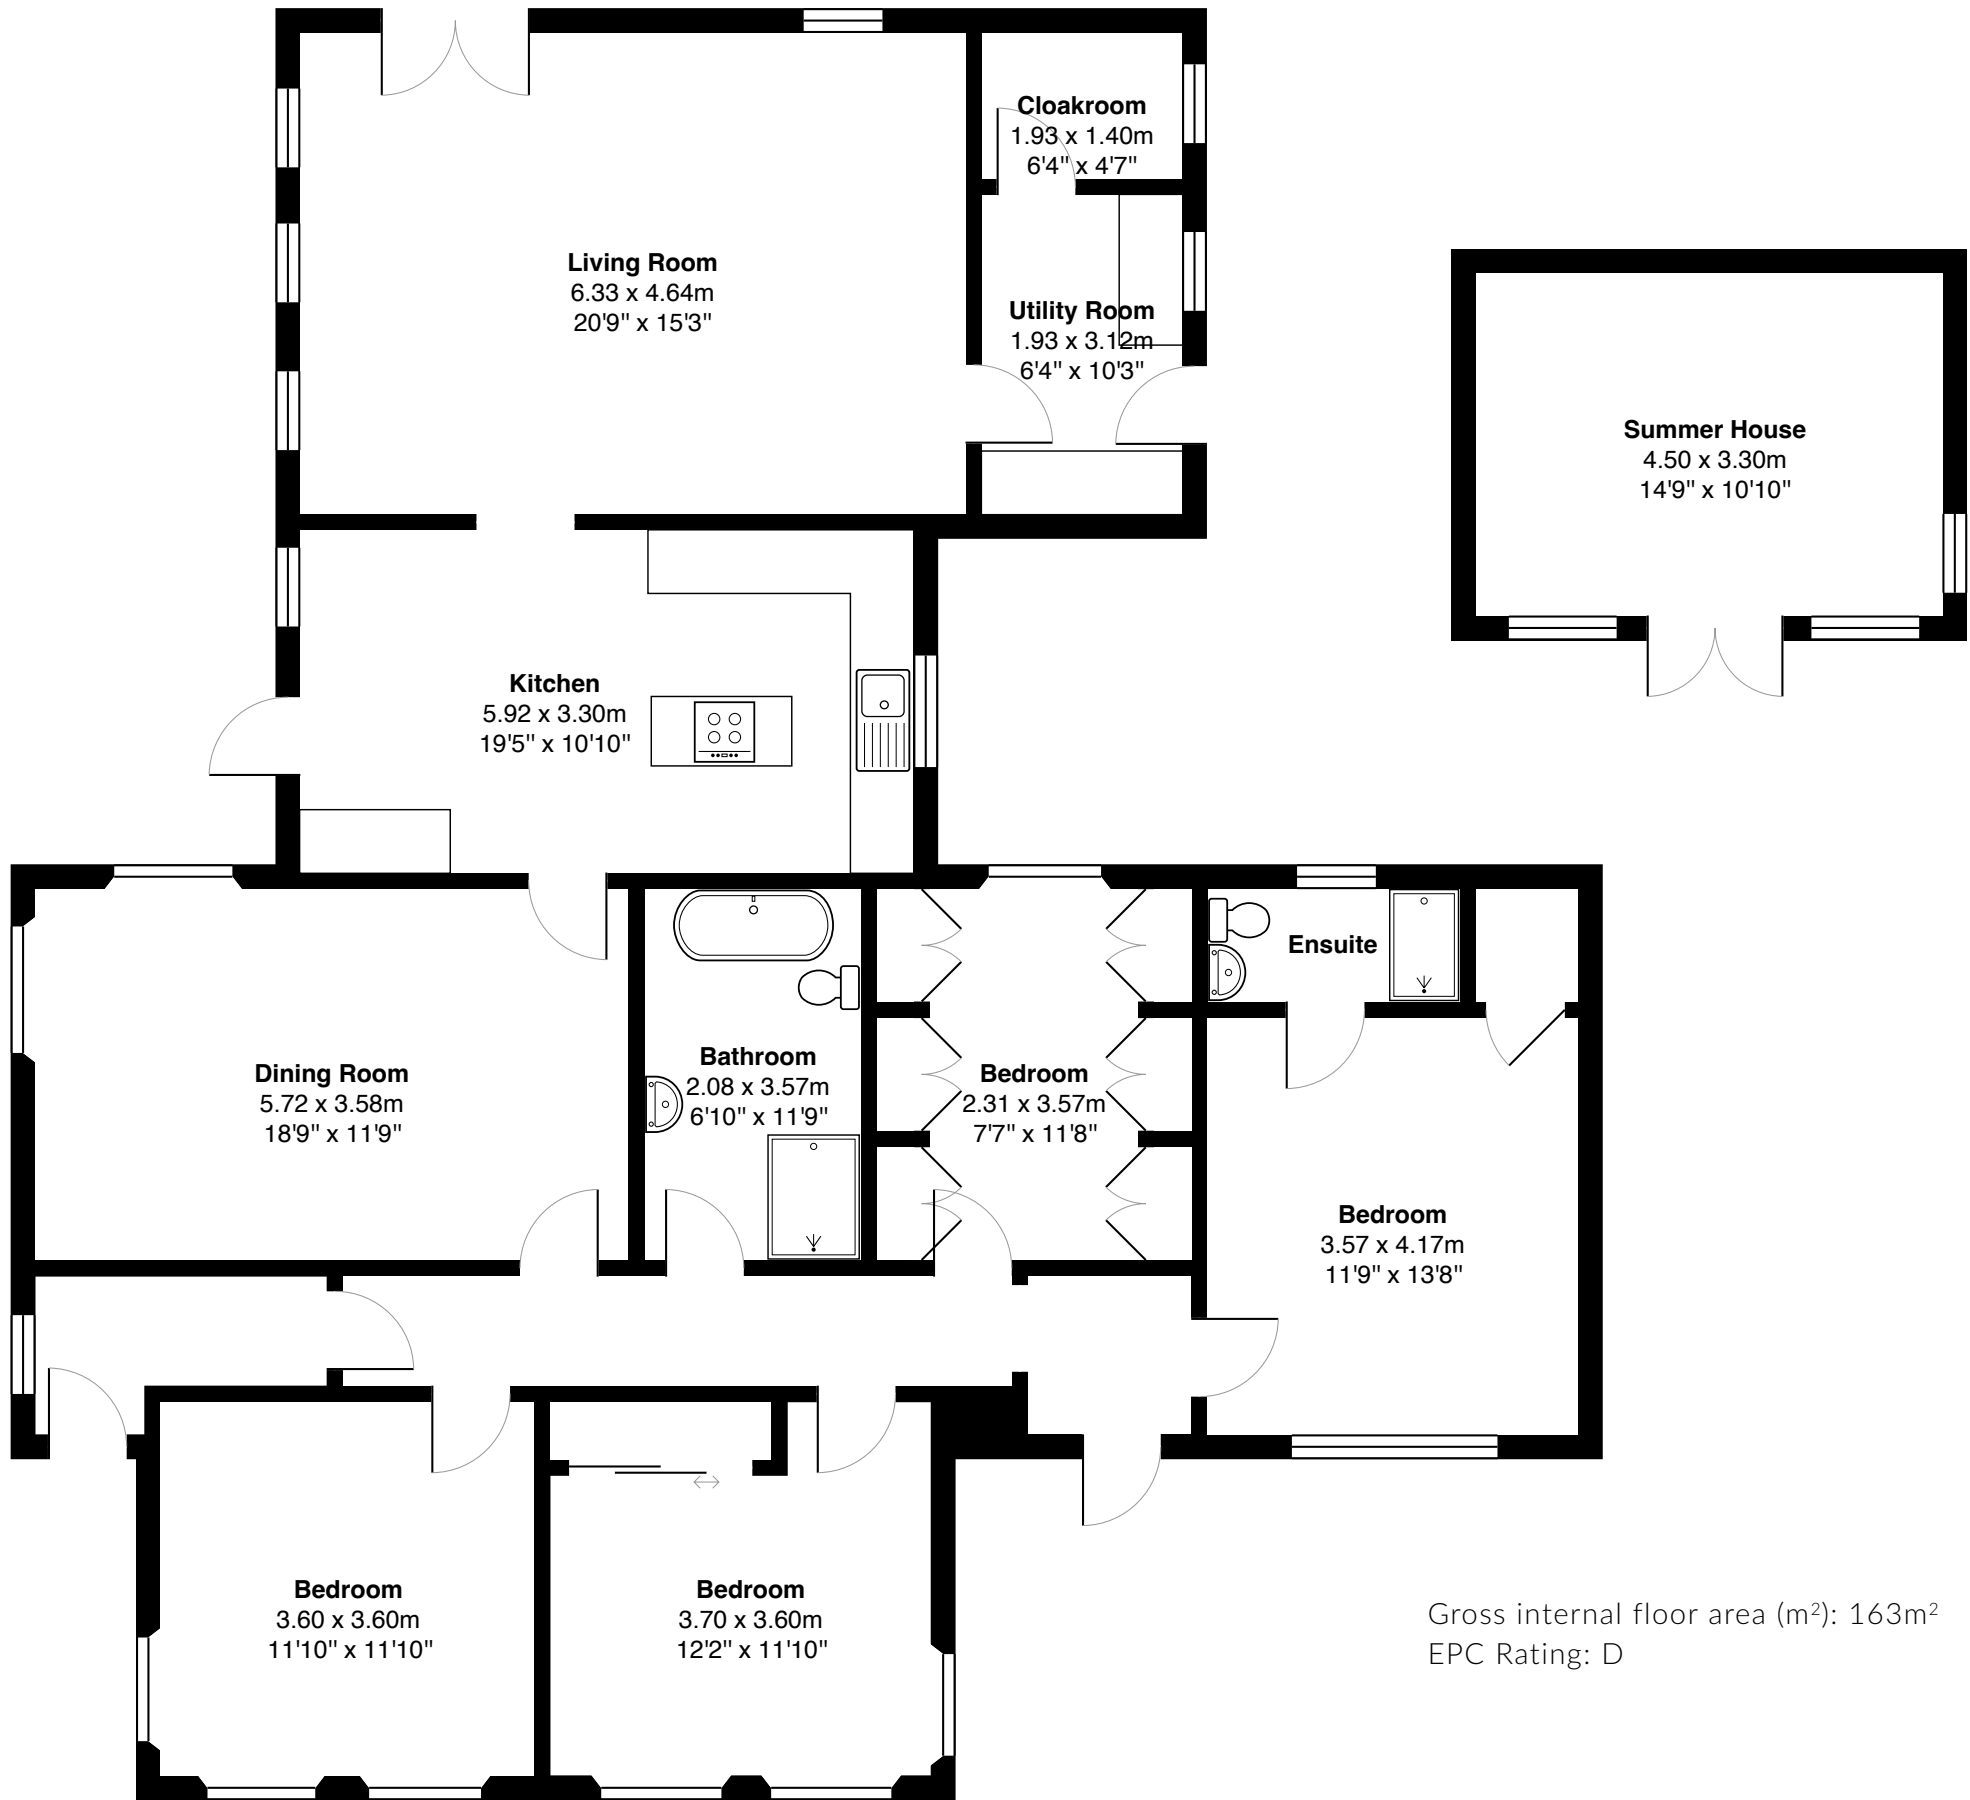 Cloakroom
1.93 x 1.40m
6'4" x 4'7"
Living Room
6.33 x 4.64m
20'9" x 15'3"
Utility Room
1.93 x 3.12m
6'4" x 10'3"
Summer House
4.50 x 3.30m
14'9" x 10'10"
Kitchen
5.92 x 3.30m
19'5" x 10'10"
Ensuite
Dining Room
5.72 x 3.58m
18'9" x 11'9"
Bathroom
2.08 x 3.57m
6'10" x 11'9"
Bedroom
2.31 x 3.57m
7'7" x 11'8"
Bedroom
3.57 x 4.17m
11'9" x 13'8"
Bedroom
3.60 x 3.60m
11'10" x 11'10"
Bedroom
3.70 x 3.60m
12'2" x 11'10"
Gross internal floor area (m²): 163m²
EPC Rating: D